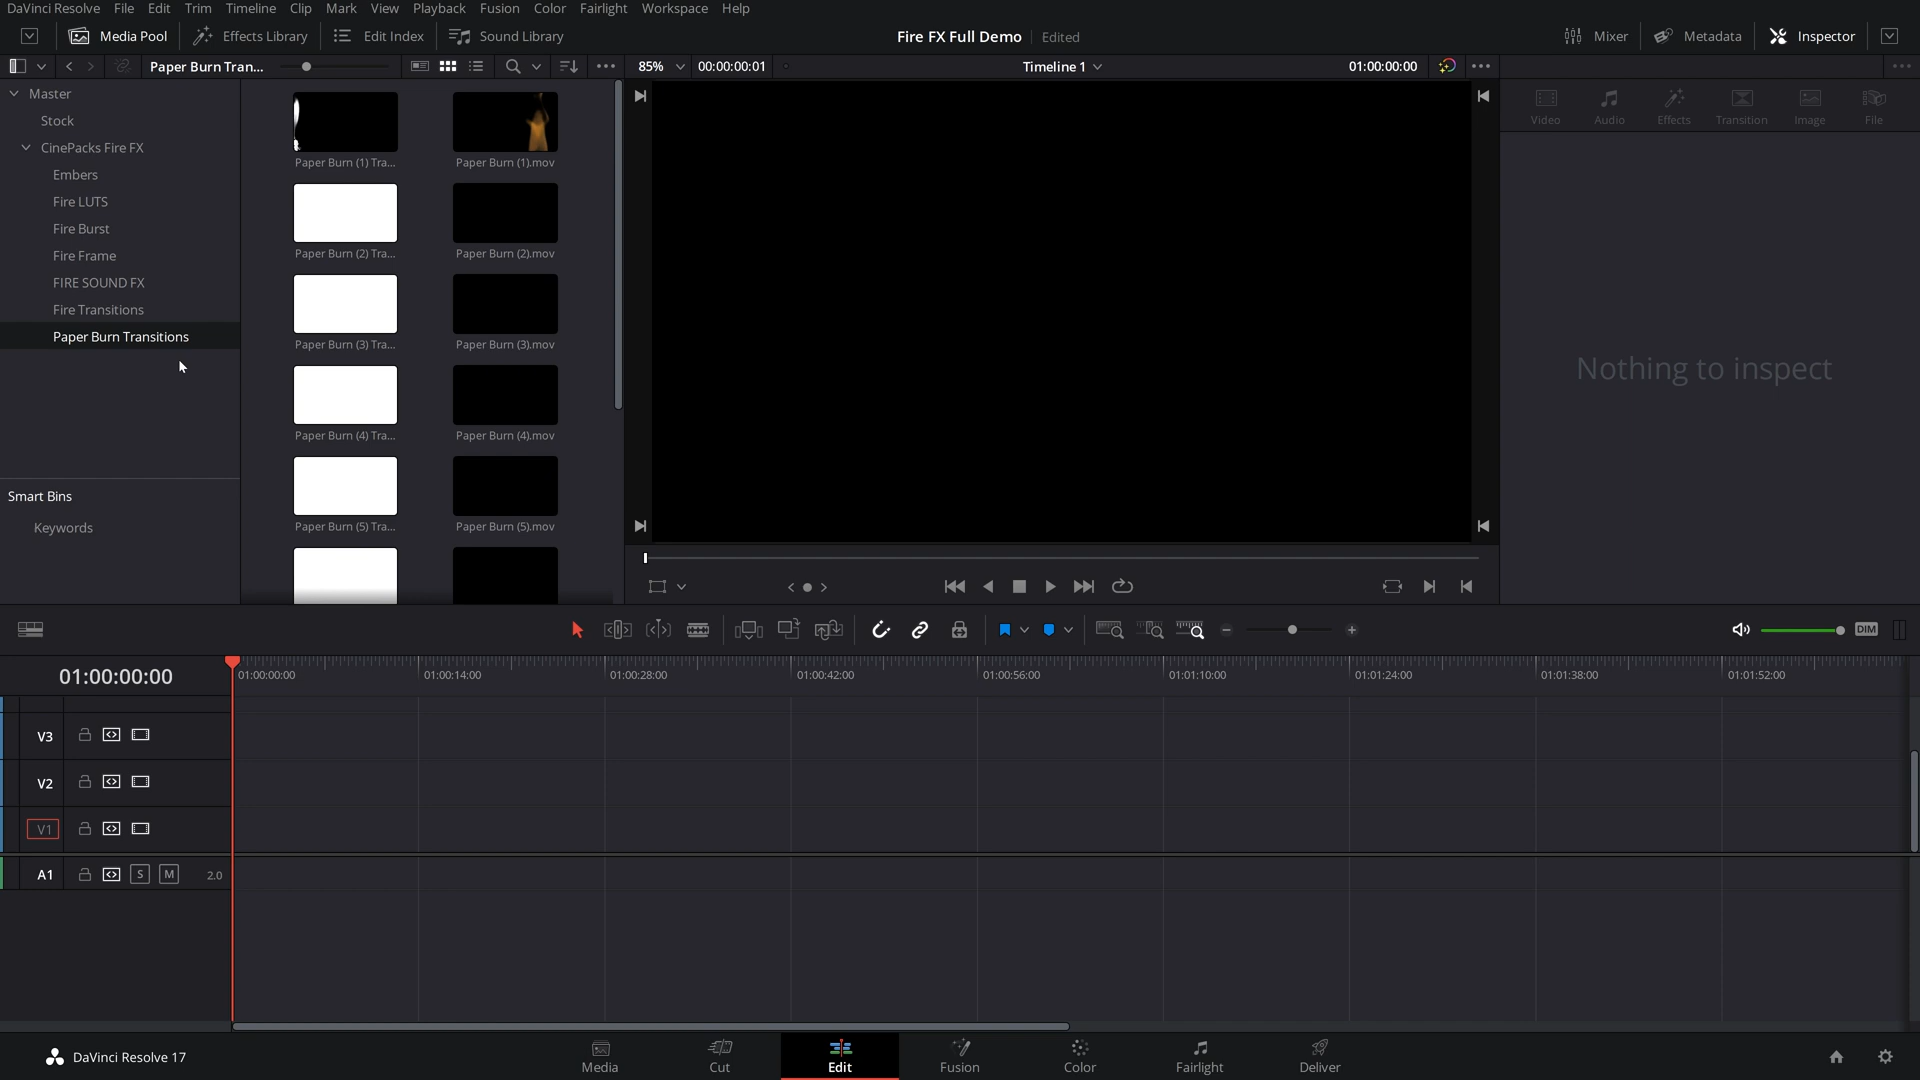 DaVinci Resolve File Edit Trim Timeline Clip Mark View Playback Fusion Color Fairlight Workspace Help
Media Pool Effects Library Edit Index Sound Library Fire FX Full Demo Edited Mixer Metadata Inspector
Paper Burn Tran... 85% 00:00:00:01 Timeline 1 01:00:00:00
Master
Stock
CinePacks Fire FX
Embers
Fire LUTS
Fire Burst
Fire Frame
FIRE SOUND FX
Fire Transitions
Paper Burn Transitions
Smart Bins
Keywords
Paper Burn (1) Tra... Paper Burn (1).mov
Paper Burn (2) Tra... Paper Burn (2).mov
Paper Burn (3) Tra... Paper Burn (3).mov
Paper Burn (4) Tra... Paper Burn (4).mov
Paper Burn (5) Tra... Paper Burn (5).mov
Video Audio Effects Transition Image File
Nothing to inspect
DIM
01:00:00:00 01:00:00:00 01:00:14:00 01:00:28:00 01:00:42:00 01:00:56:00 01:01:10:00 01:01:24:00 01:01:38:00 01:01:52:00
V3
V2
V1
A1 S M 2.0
DaVinci Resolve 17 Media Cut Edit Fusion Color Fairlight Deliver